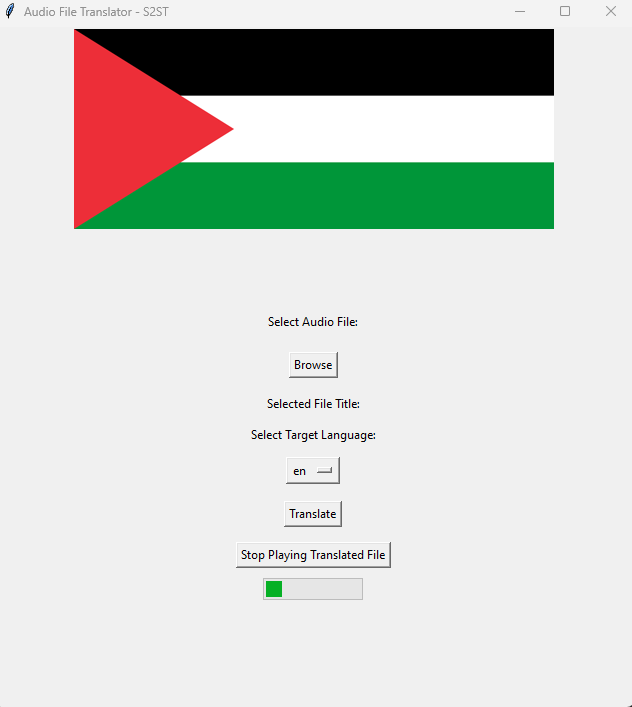 Audio File Translator - S2ST
Select Audio File:
Browse
Selected File Title:
Select Target Language:
en
Translate
Stop Playing Translated File